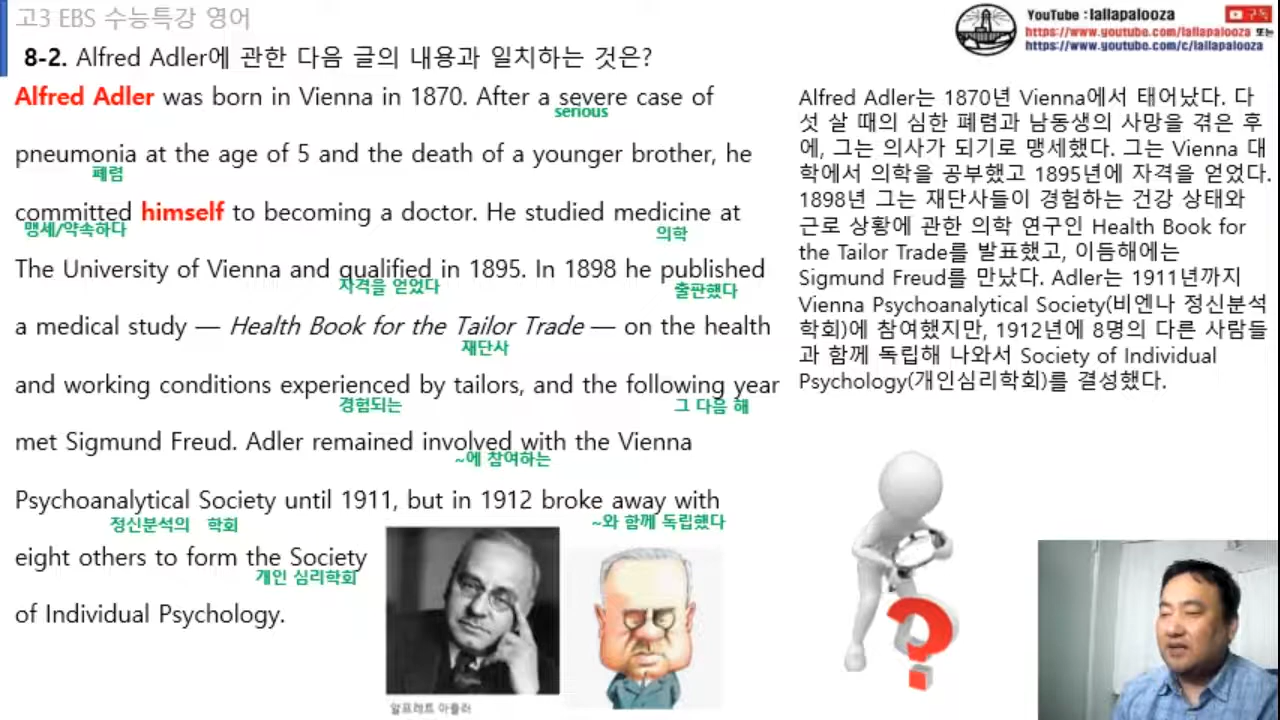 고3 EBS 수능특강 영어
YouTube : lallapalooza
구독
https://www.youtube.com/lallapalooza 또는
https://www.youtube.com/c/lallapalooza
8-2. Alfred Adler에 관한 다음 글의 내용과 일치하는 것은?
Alfred Adler was born in Vienna in 1870. After a severe case of
serious
pneumonia at the age of 5 and the death of a younger brother, he
폐렴
committed himself to becoming a doctor. He studied medicine at
맹세/약속하다
의학
The University of Vienna and qualified in 1895. In 1898 he published
자격을 얻었다
출판했다
a medical study — Health Book for the Tailor Trade — on the health
재단사
and working conditions experienced by tailors, and the following year
경험되는
그 다음 해
met Sigmund Freud. Adler remained involved with the Vienna
~에 참여하는
Psychoanalytical Society until 1911, but in 1912 broke away with
정신분석의 학회
~와 함께 독립했다
eight others to form the Society
개인 심리학회
of Individual Psychology.
알프레트 아들러
Alfred Adler는 1870년 Vienna에서 태어났다. 다
섯 살 때의 심한 폐렴과 남동생의 사망을 겪은 후
에, 그는 의사가 되기로 맹세했다. 그는 Vienna 대
학에서 의학을 공부했고 1895년에 자격을 얻었다.
1898년 그는 재단사들이 경험하는 건강 상태와
근로 상황에 관한 의학 연구인 Health Book for
the Tailor Trade를 발표했고, 이듬해에는
Sigmund Freud를 만났다. Adler는 1911년까지
Vienna Psychoanalytical Society(비엔나 정신분석
학회)에 참여했지만, 1912년에 8명의 다른 사람들
과 함께 독립해 나와서 Society of Individual
Psychology(개인심리학회)를 결성했다.